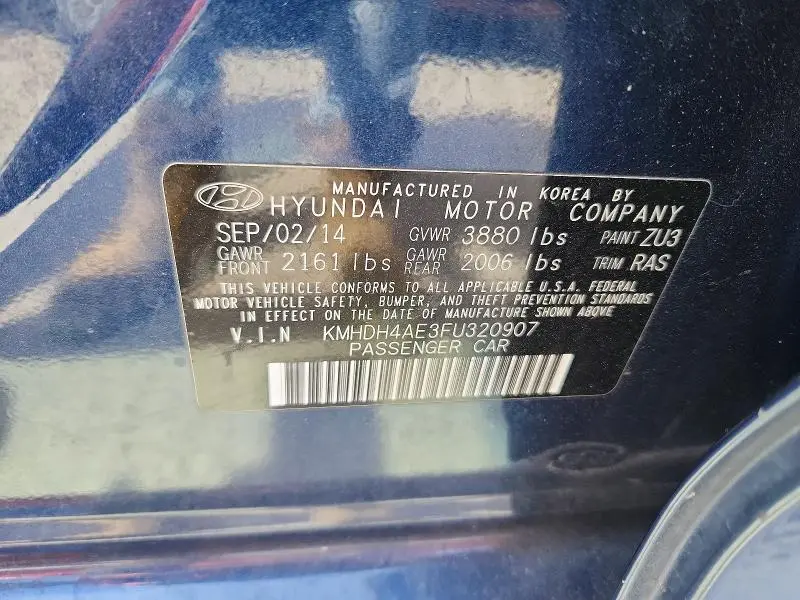 MANUFACTURED IN KOREA BY
HYUNDAI MOTOR COMPANY
SEP/02/14 GVWR 3880 lbs PAINT ZU3
GAWR FRONT 2161 lbs GAWR REAR 2006 lbs TRIM RAS
THIS VEHICLE CONFORMS TO ALL APPLICABLE U.S.A. FEDERAL
MOTOR VEHICLE SAFETY, BUMPER, AND THEFT PREVENTION STANDARDS
IN EFFECT ON THE DATE OF MANUFACTURE SHOWN ABOVE
V.I.N KMHDH4AE3FU320907
PASSENGER CAR